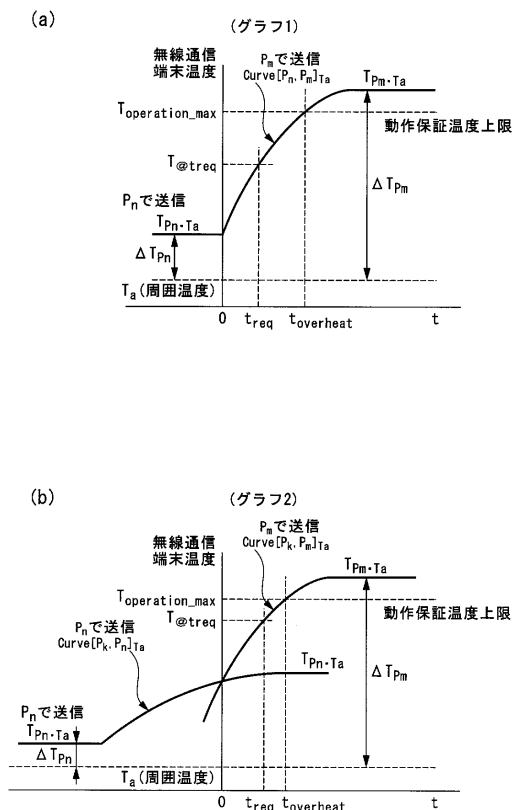 (a)
(グラフ1)
無線通信
端末温度
Pmで送信
Curve[Pn,Pm]Ta
TPm・Ta
Toperation_max
動作保証温度上限
T@treq
Pnで送信
TPn・Ta
ΔTPn
ΔTPm
Ta(周囲温度)
0 treq toverheat t
(b)
(グラフ2)
無線通信
端末温度
Pmで送信
Curve[Pk,Pm]Ta
TPm・Ta
Toperation_max
動作保証温度上限
T@treq
Pnで送信
Curve[Pk,Pn]Ta
TPn・Ta
ΔTPm
Pnで送信
TPn・Ta
ΔTPn
Ta(周囲温度)
0 treq toverheat t